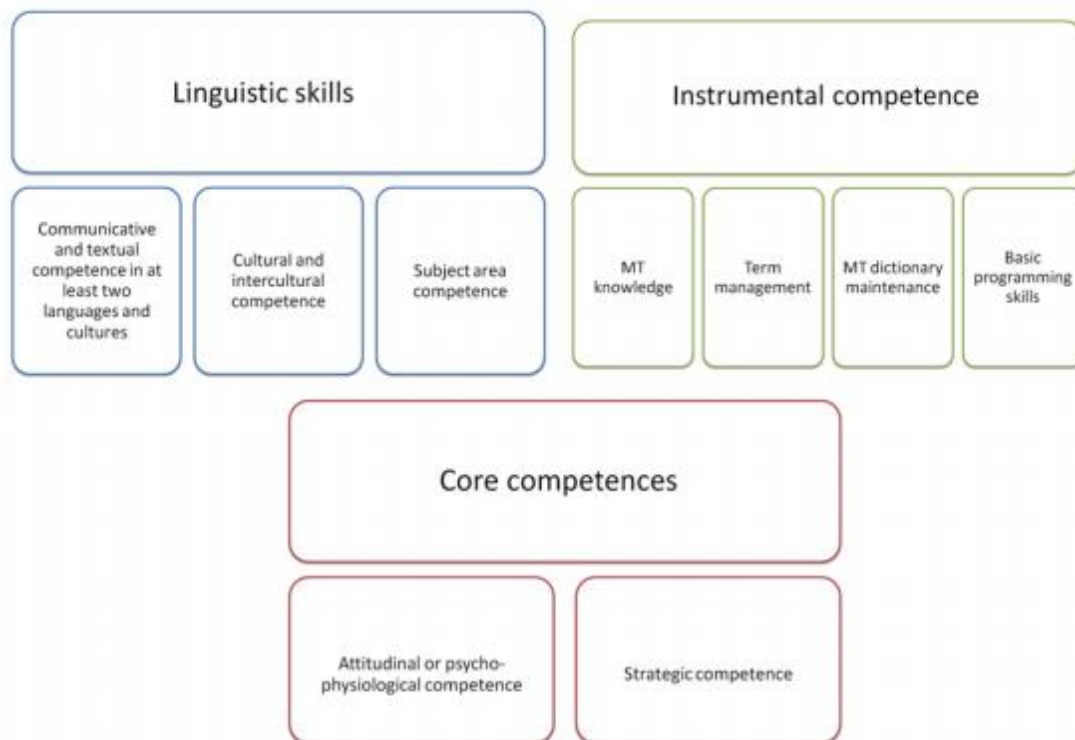 Linguistic skills
Instrumental competence
Communicative
and textual
competence in at
least two
languages and
cultures
Cultural and
intercultural
competence
Subject area
competence
MT
knowledge
Term
management
MT dictionary
maintenance
Basic
programming
skills
Core competences
Attitudinal or psycho-
physiological competence
Strategic competence